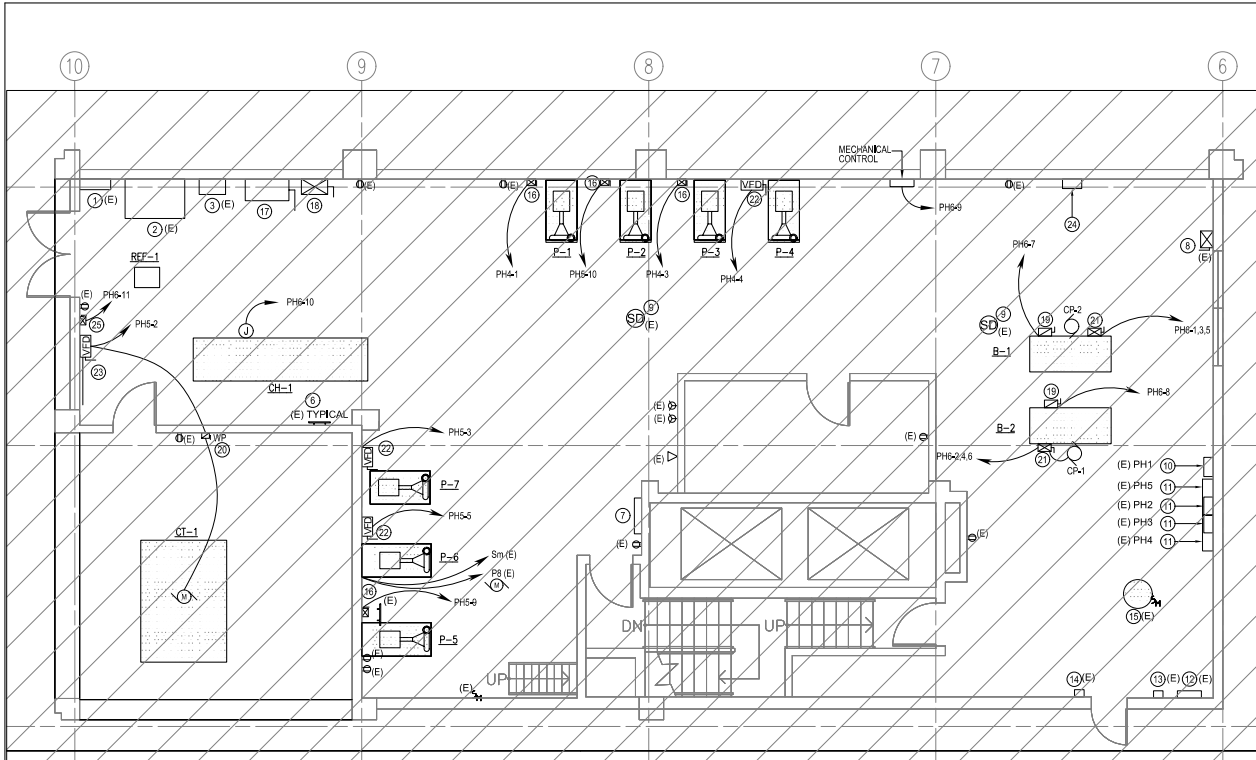 10 9 8 7 6
MECHANICAL
CONTROL
1 (E)
2 (E)
3 (E)
17
18
(E)
(E)
16
16
16
VFD
22
PH6-9
(E)
24
8
(E)
P-1 P-2 P-3 P-4
PH4-1
PH4-3
PH4-4
PH6-7
REF-1
(E)
PH6-11
25
PH5-2
VFD
23
PH6-10
J
CH-1
9
SD
(E)
9
SD
(E)
19
CP-2
21
B-1
PH6-1,3,5
6
(E) TYPICAL
19
PH6-8
B-2
(E)
(E)
(E)
(E)
(E)
WP
20
VFD
22
PH5-3
PH6-2,4,6
21
CP-1
(E) PH1 10
(E) PH5 11
(E) PH2 11
(E) PH3 11
(E) PH4 11
P-7
VFD
22
PH5-5
7
(E)
(E)
CT-1
P-6
Sm (E)
P8 (E)
M
M
16
(E)
PH5-9
P-5
(E)
(E)
15 (E)
DN
UP
UP
(E)
14 (E)
13 (E)
12 (E)